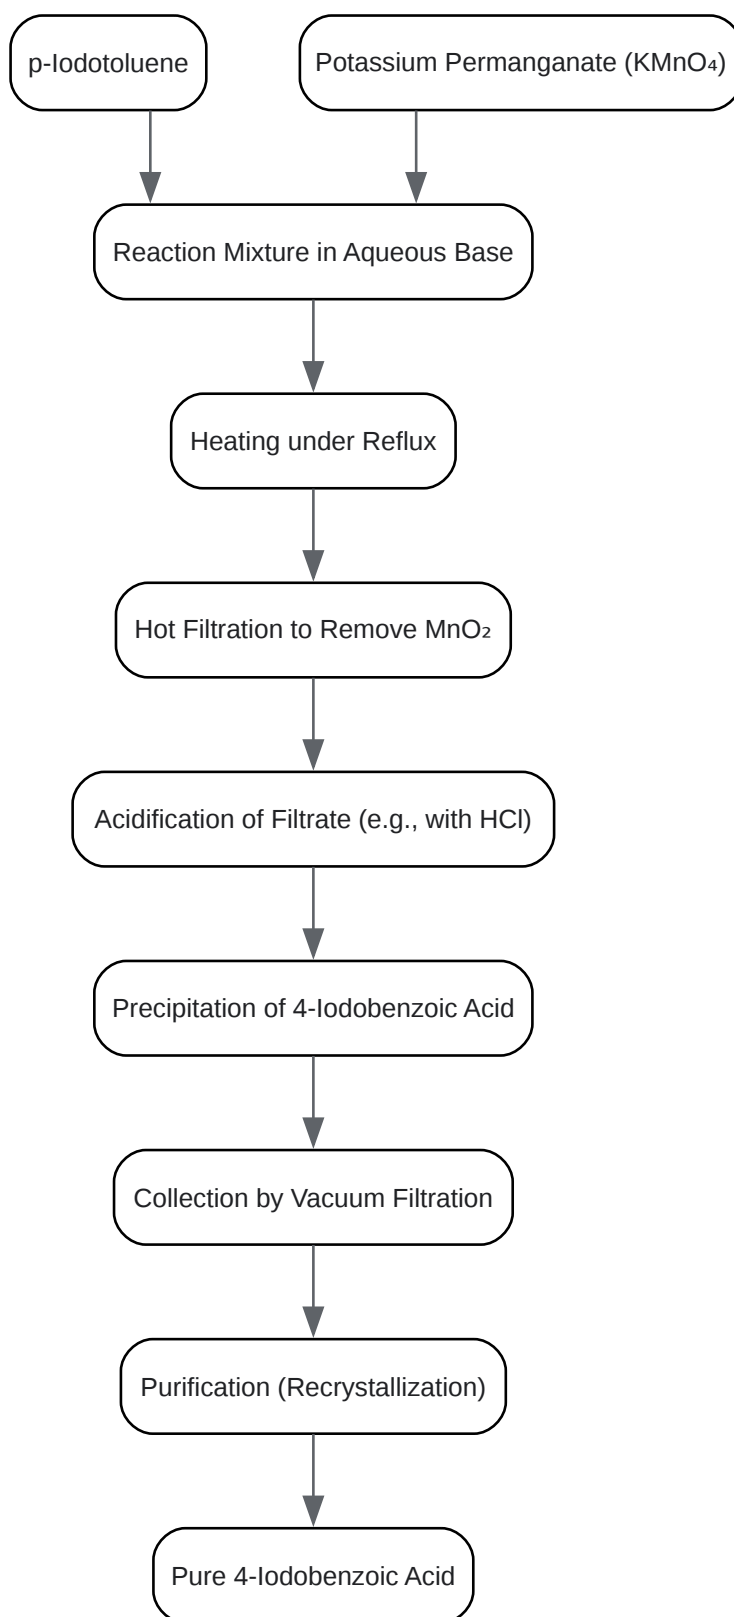 p-Iodotoluene
Potassium Permanganate (KMnO₄)
Reaction Mixture in Aqueous Base
Heating under Reflux
Hot Filtration to Remove MnO₂
Acidification of Filtrate (e.g., with HCl)
Precipitation of 4-Iodobenzoic Acid
Collection by Vacuum Filtration
Purification (Recrystallization)
Pure 4-Iodobenzoic Acid